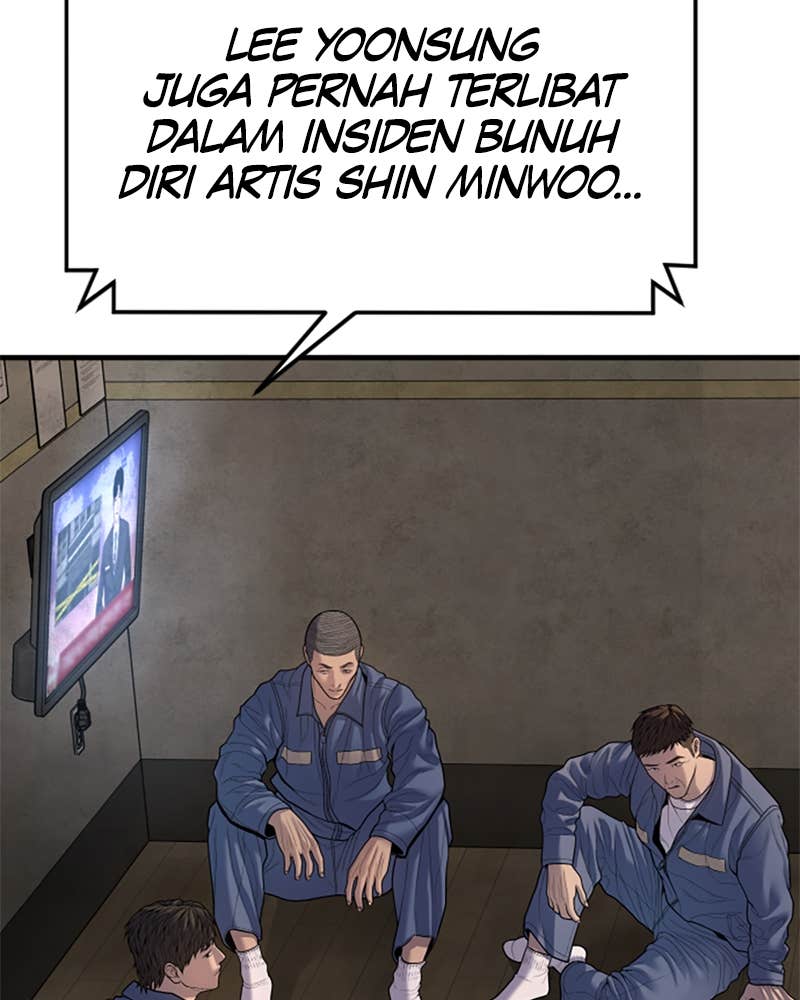 LEE YOONSUNG
JUGA PERNAH TERLIBAT
DALAM INSIDEN BUNUH
DIRI ARTIS SHIN MINWOO...